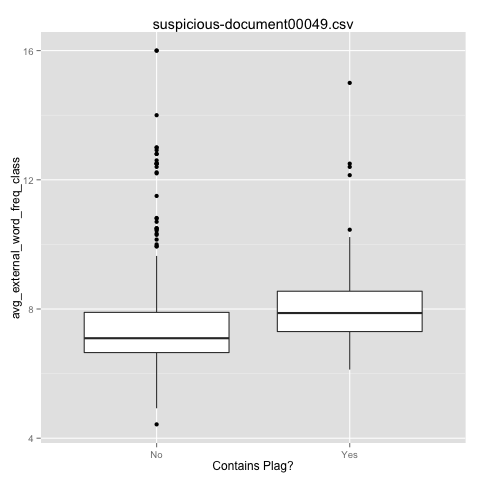 suspicious-document00049.csv
16
12
8
4
avg_external_word_freq_class
No
Yes
Contains Plag?